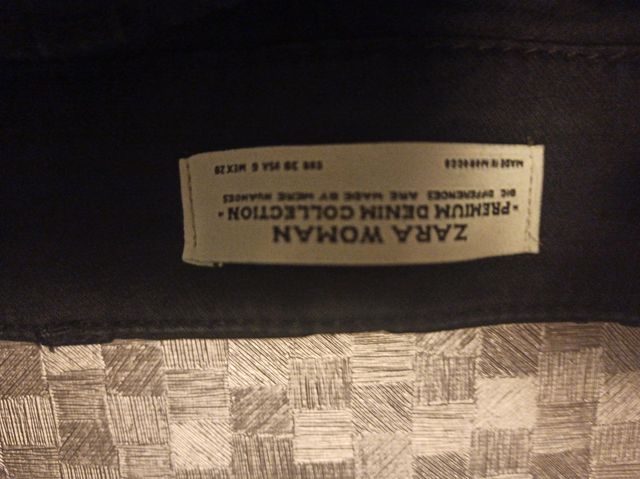 ZARA WOMAN
• PREMIUM DENIM COLLECTION •
BIG DIFFERENCES ARE MADE BY MERE NUANCES
MADE IN MOROCCO EUR 38 USA 6 MEX 28